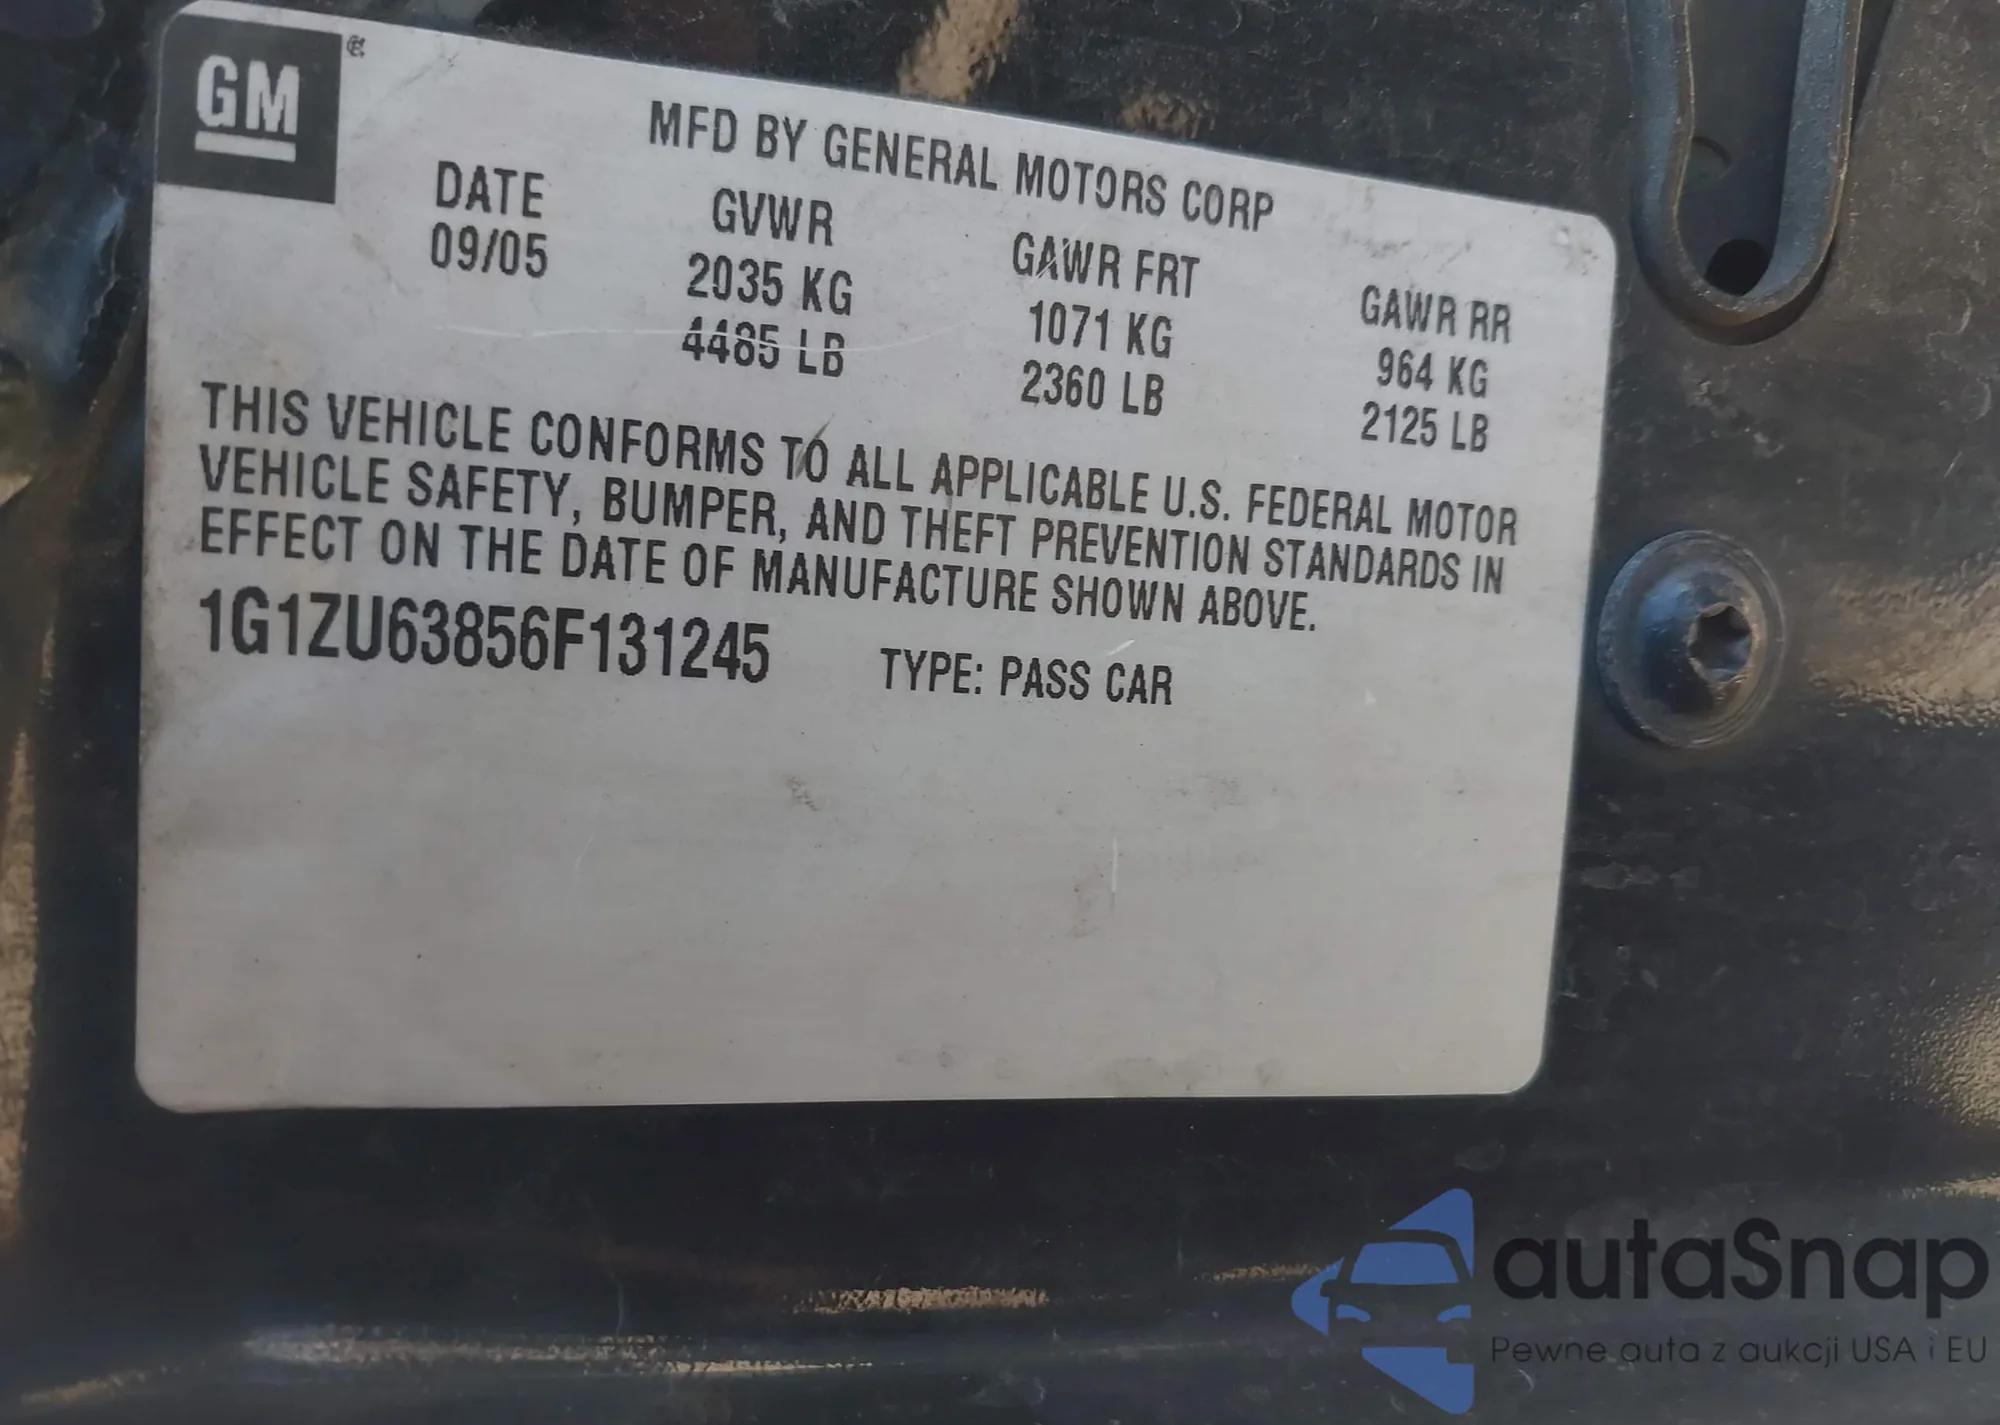 GM
MFD BY GENERAL MOTORS CORP
DATE GVWR GAWR FRT GAWR RR
09/05 2035 KG 1071 KG 964 KG
4485 LB 2360 LB 2125 LB
THIS VEHICLE CONFORMS TO ALL APPLICABLE U.S. FEDERAL MOTOR
VEHICLE SAFETY, BUMPER, AND THEFT PREVENTION STANDARDS IN
EFFECT ON THE DATE OF MANUFACTURE SHOWN ABOVE.
1G1ZU63856F131245 TYPE: PASS CAR
autaSnap
Pewne auta z aukcji USA i EU